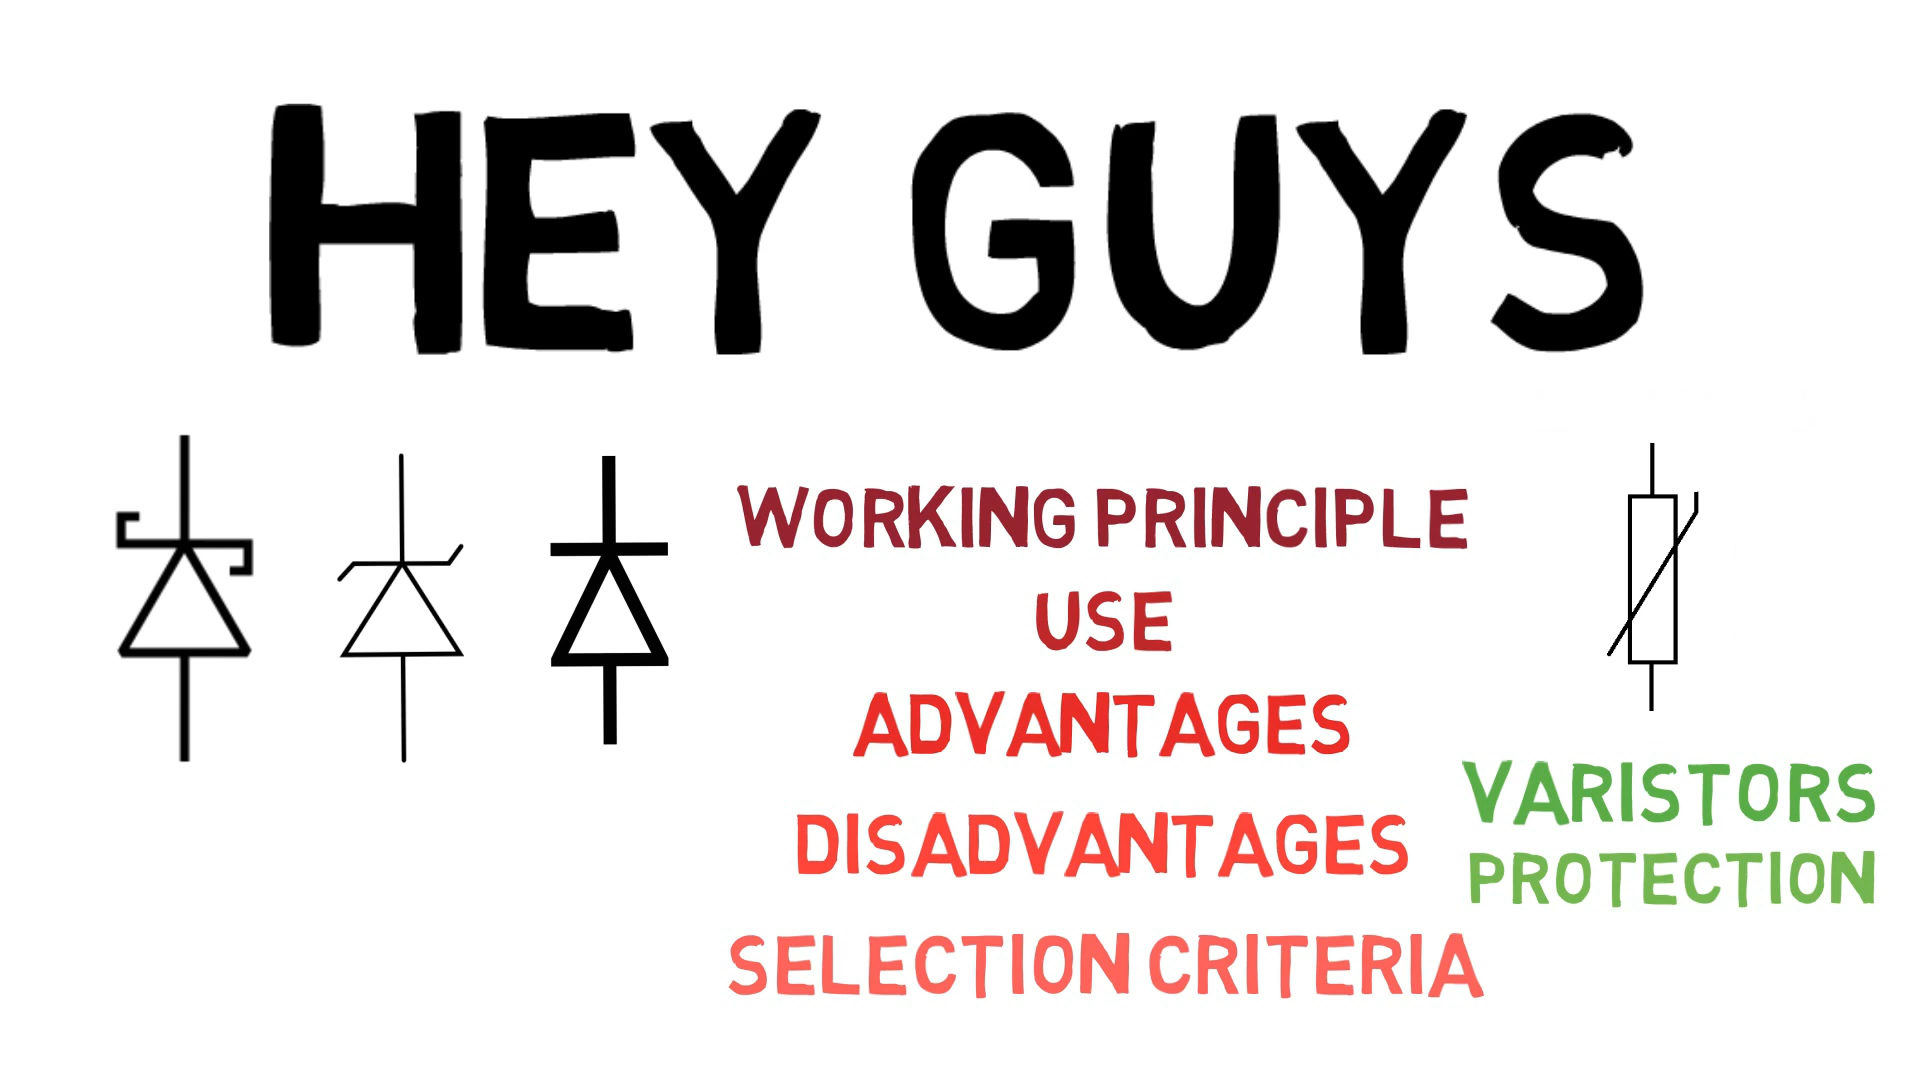 HEY GUYS
WORKING PRINCIPLE
USE
ADVANTAGES
DISADVANTAGES
SELECTION CRITERIA
VARISTORS
PROTECTION